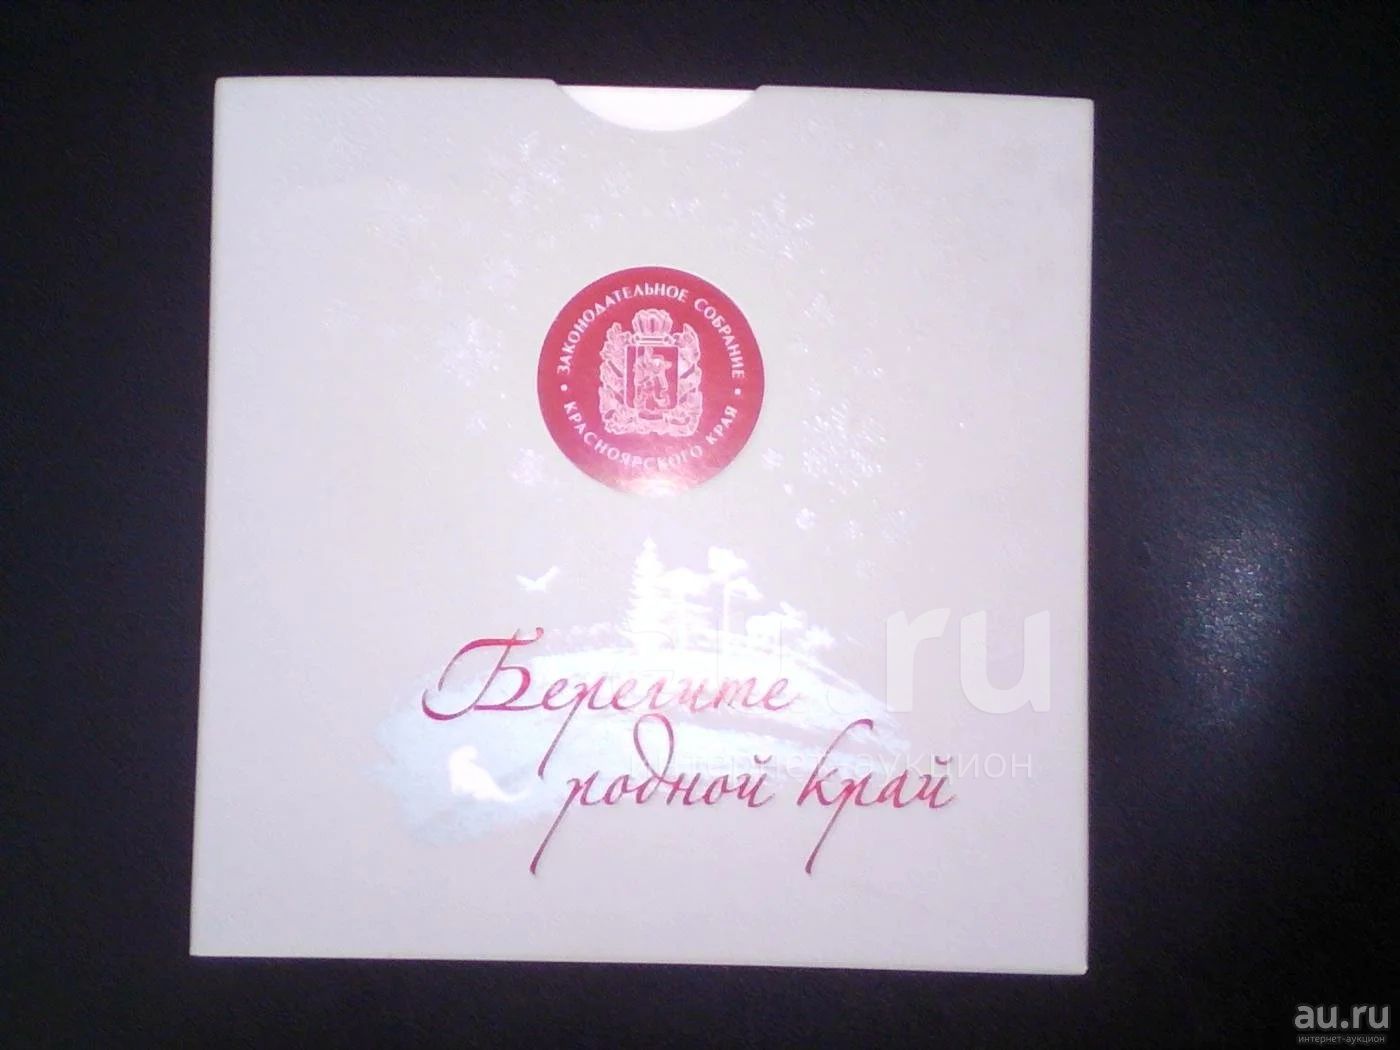 ЗАКОНОДАТЕЛЬНОЕ СОБРАНИЕ
КРАСНОЯРСКОГО КРАЯ
Берегите
родной край
au.ru
интернет-аукцион
au.ru
интернет-аукцион